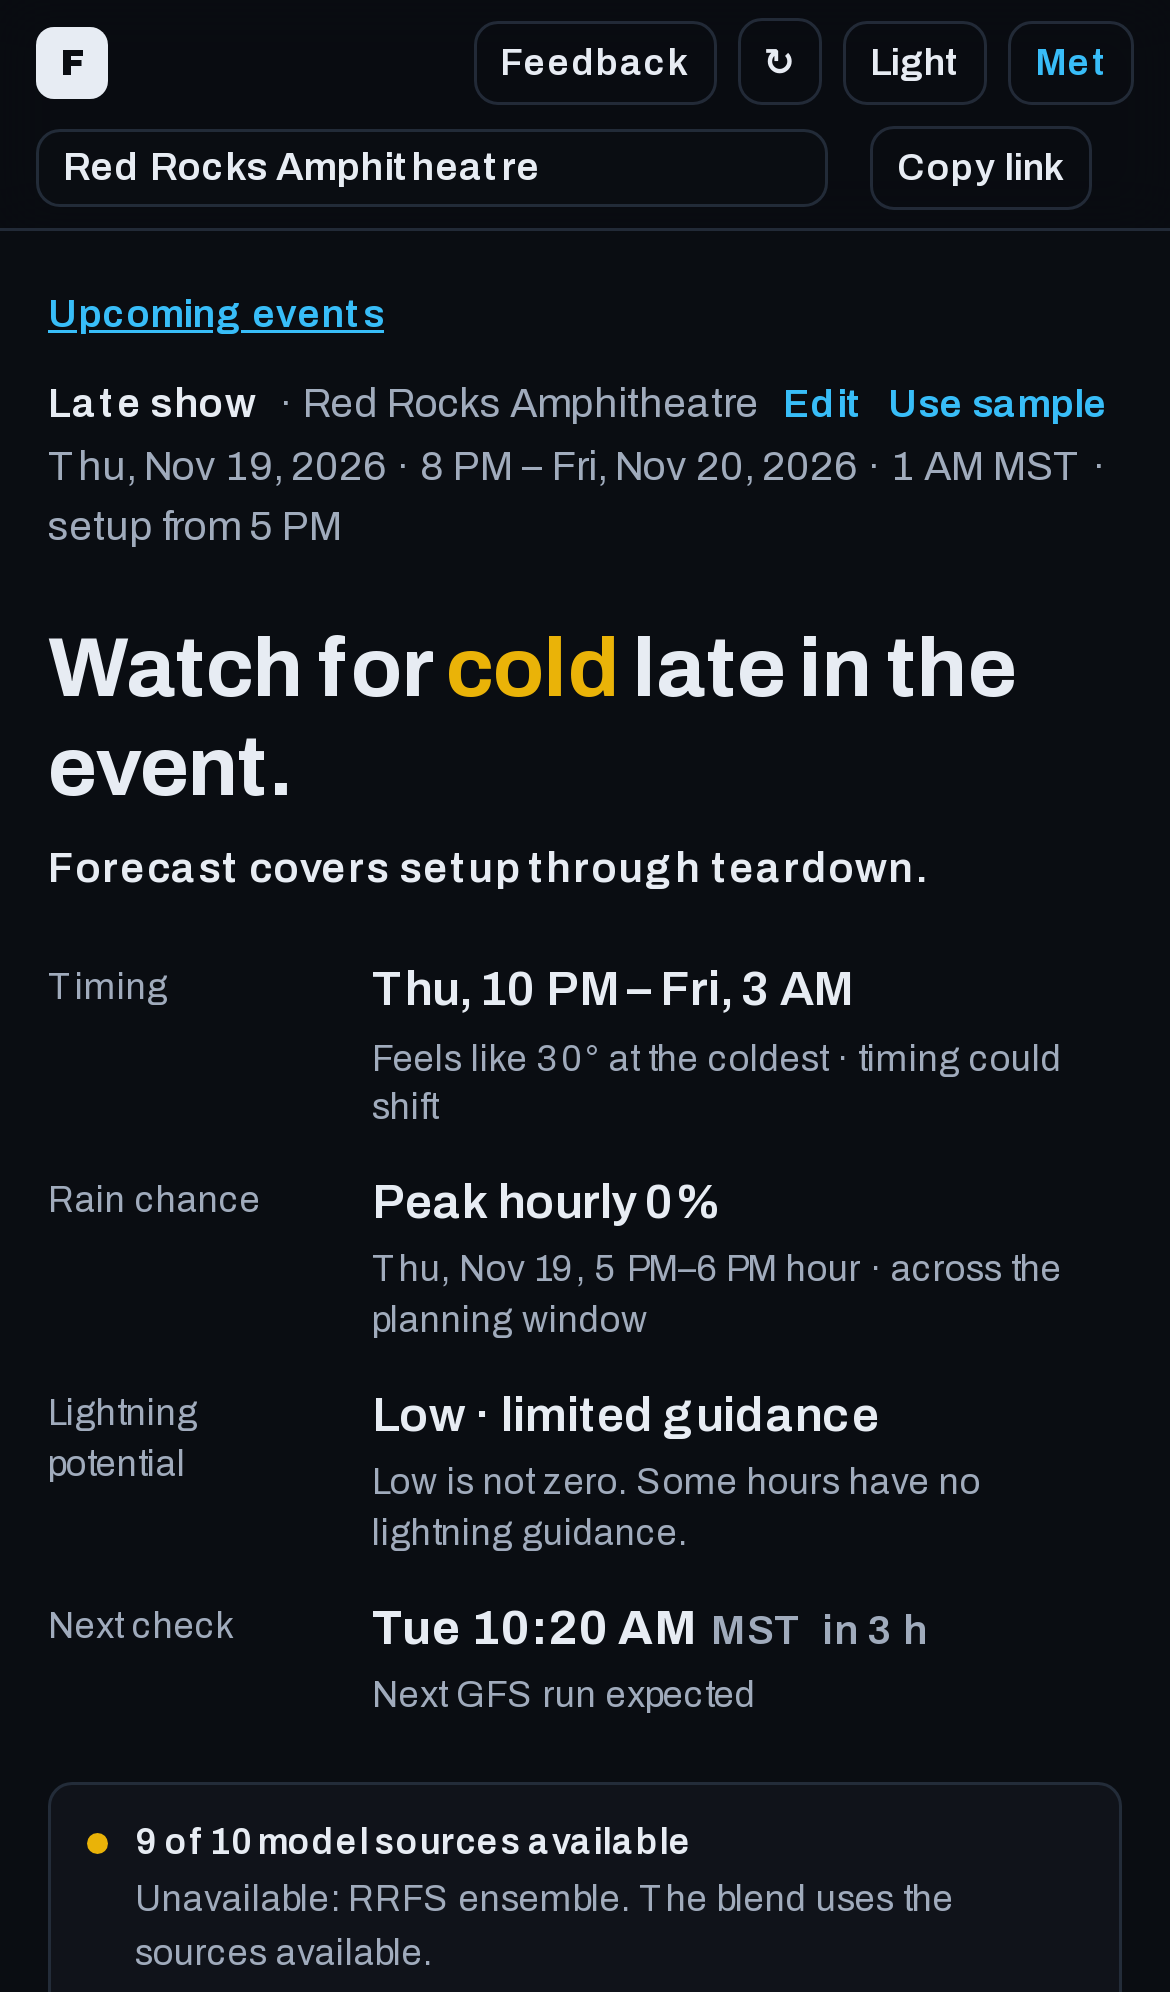 F
Feedback ↻ Light Met
Red Rocks Amphitheatre Copy link
Upcoming events
Late show · Red Rocks Amphitheatre Edit Use sample
Thu, Nov 19, 2026 · 8 PM – Fri, Nov 20, 2026 · 1 AM MST ·
setup from 5 PM
Watch for cold late in the
event.
Forecast covers setup through teardown.
Timing
Thu, 10 PM – Fri, 3 AM
Feels like 30° at the coldest · timing could
shift
Rain chance
Peak hourly 0%
Thu, Nov 19, 5 PM–6 PM hour · across the
planning window
Lightning
potential
Low · limited guidance
Low is not zero. Some hours have no
lightning guidance.
Next check
Tue 10:20 AM MST in 3 h
Next GFS run expected
9 of 10 model sources available
Unavailable: RRFS ensemble. The blend uses the
sources available.